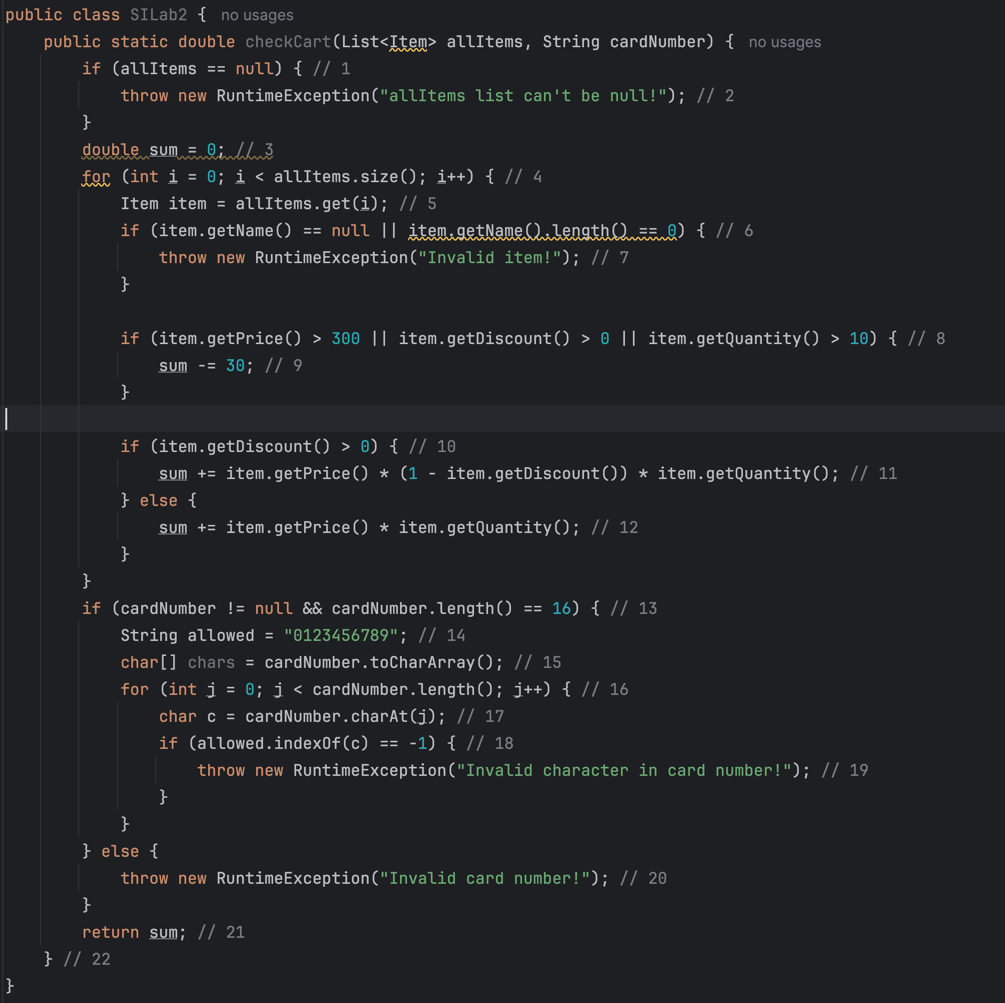 public class SILab2 {  no usages
    public static double checkCart(List<Item> allItems, String cardNumber) {  no usages
        if (allItems == null) { // 1
            throw new RuntimeException("allItems list can't be null!"); // 2
        }
        double sum = 0; // 3
        for (int i = 0; i < allItems.size(); i++) { // 4
            Item item = allItems.get(i); // 5
            if (item.getName() == null || item.getName().length() == 0) { // 6
                throw new RuntimeException("Invalid item!"); // 7
            }

            if (item.getPrice() > 300 || item.getDiscount() > 0 || item.getQuantity() > 10) { // 8
                sum -= 30; // 9
            }

            if (item.getDiscount() > 0) { // 10
                sum += item.getPrice() * (1 - item.getDiscount()) * item.getQuantity(); // 11
            } else {
                sum += item.getPrice() * item.getQuantity(); // 12
            }
        }
        if (cardNumber != null && cardNumber.length() == 16) { // 13
            String allowed = "0123456789"; // 14
            char[] chars = cardNumber.toCharArray(); // 15
            for (int j = 0; j < cardNumber.length(); j++) { // 16
                char c = cardNumber.charAt(j); // 17
                if (allowed.indexOf(c) == -1) { // 18
                    throw new RuntimeException("Invalid character in card number!"); // 19
                }
            }
        } else {
            throw new RuntimeException("Invalid card number!"); // 20
        }
        return sum; // 21
    } // 22
}